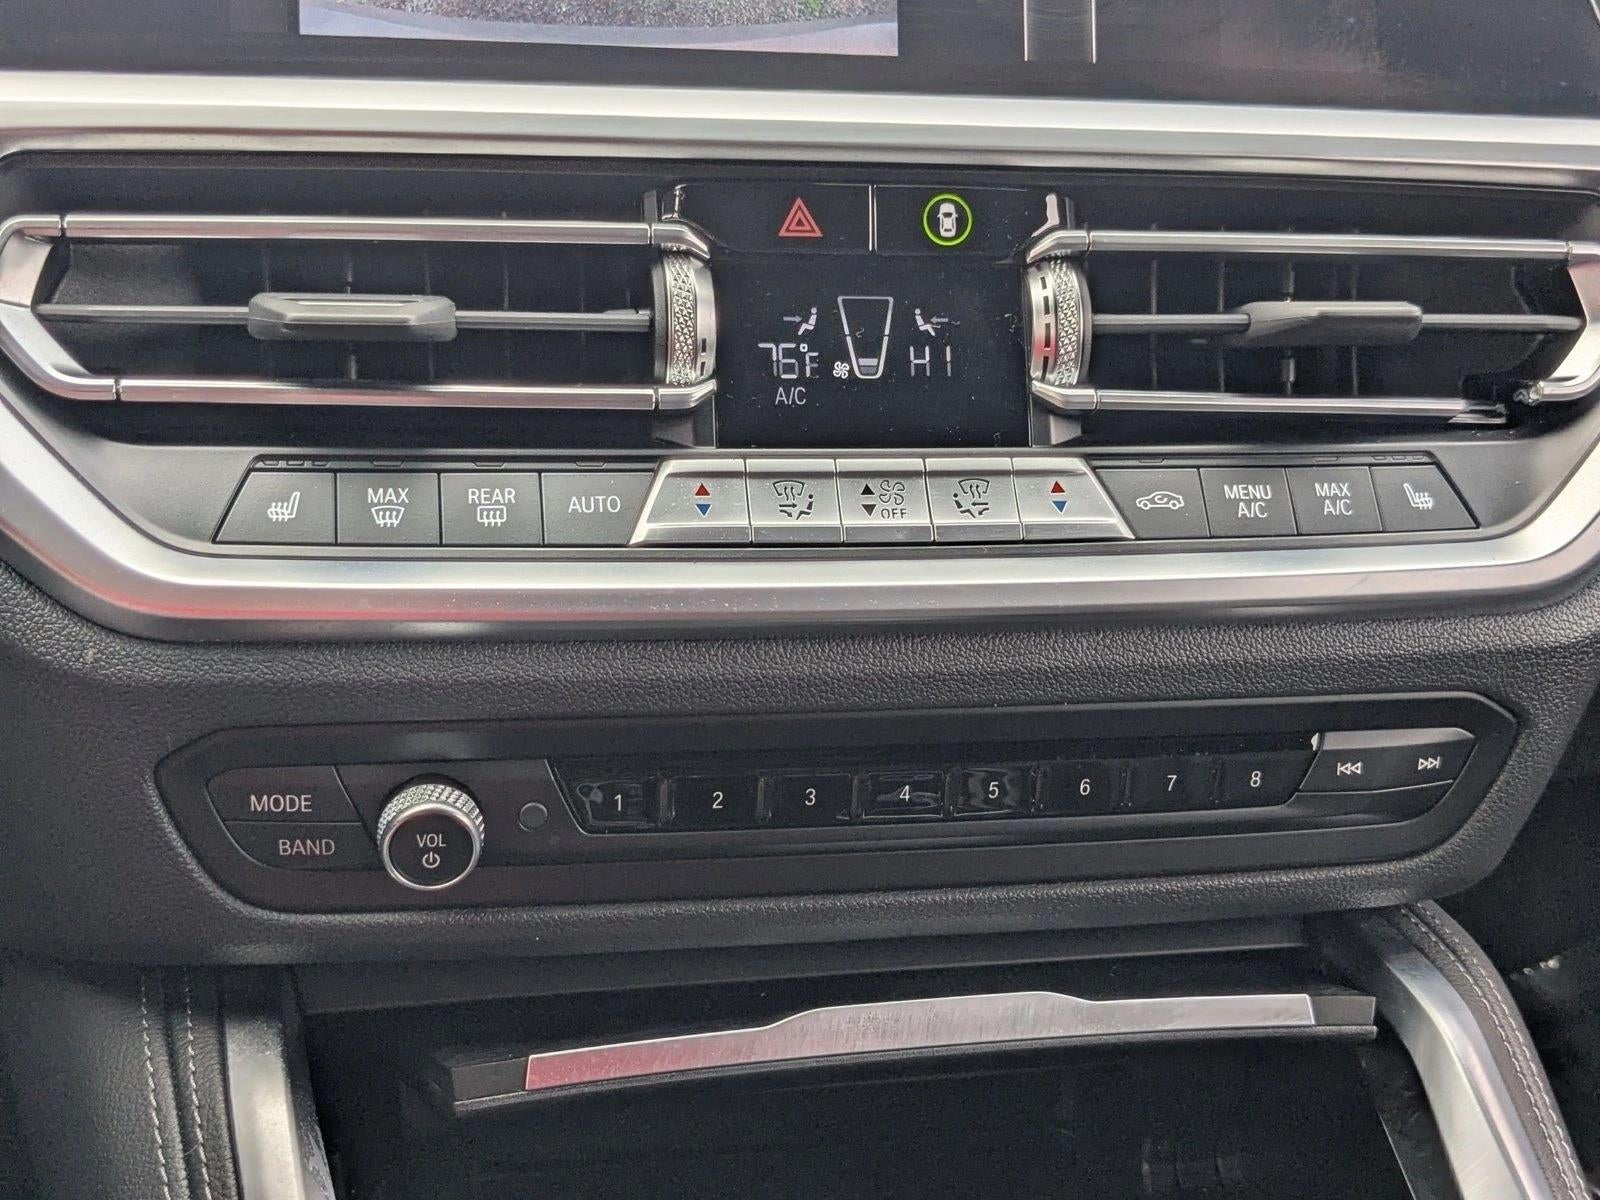 76°F
HI
A/C
MAX
REAR
AUTO
OFF
MENU
A/C
MAX
A/C
MODE
BAND
VOL
1 2 3 4 5 6 7 8